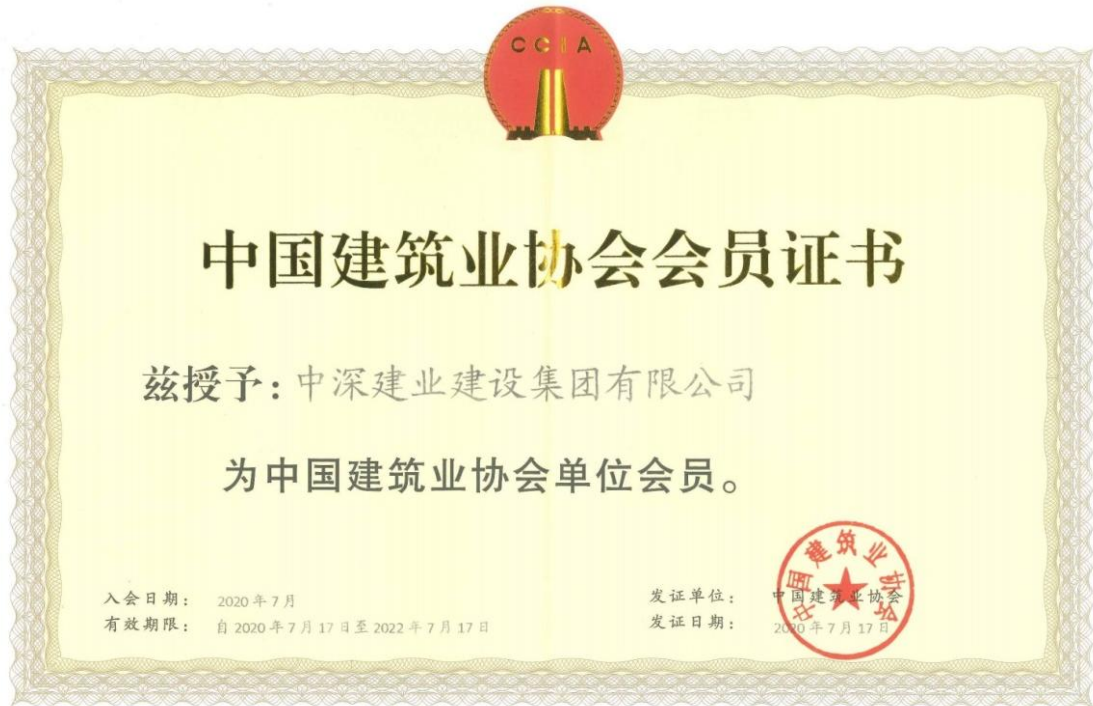 CCIA
中国建筑业协会会员证书
兹授予：中深建业建设集团有限公司
为中国建筑业协会单位会员。
入会日期： 2020年7月
有效期限： 自2020年7月17日至2022年7月17日
发证单位： 中国建筑业协会
发证日期： 2020年7月17日
中国建筑业协会